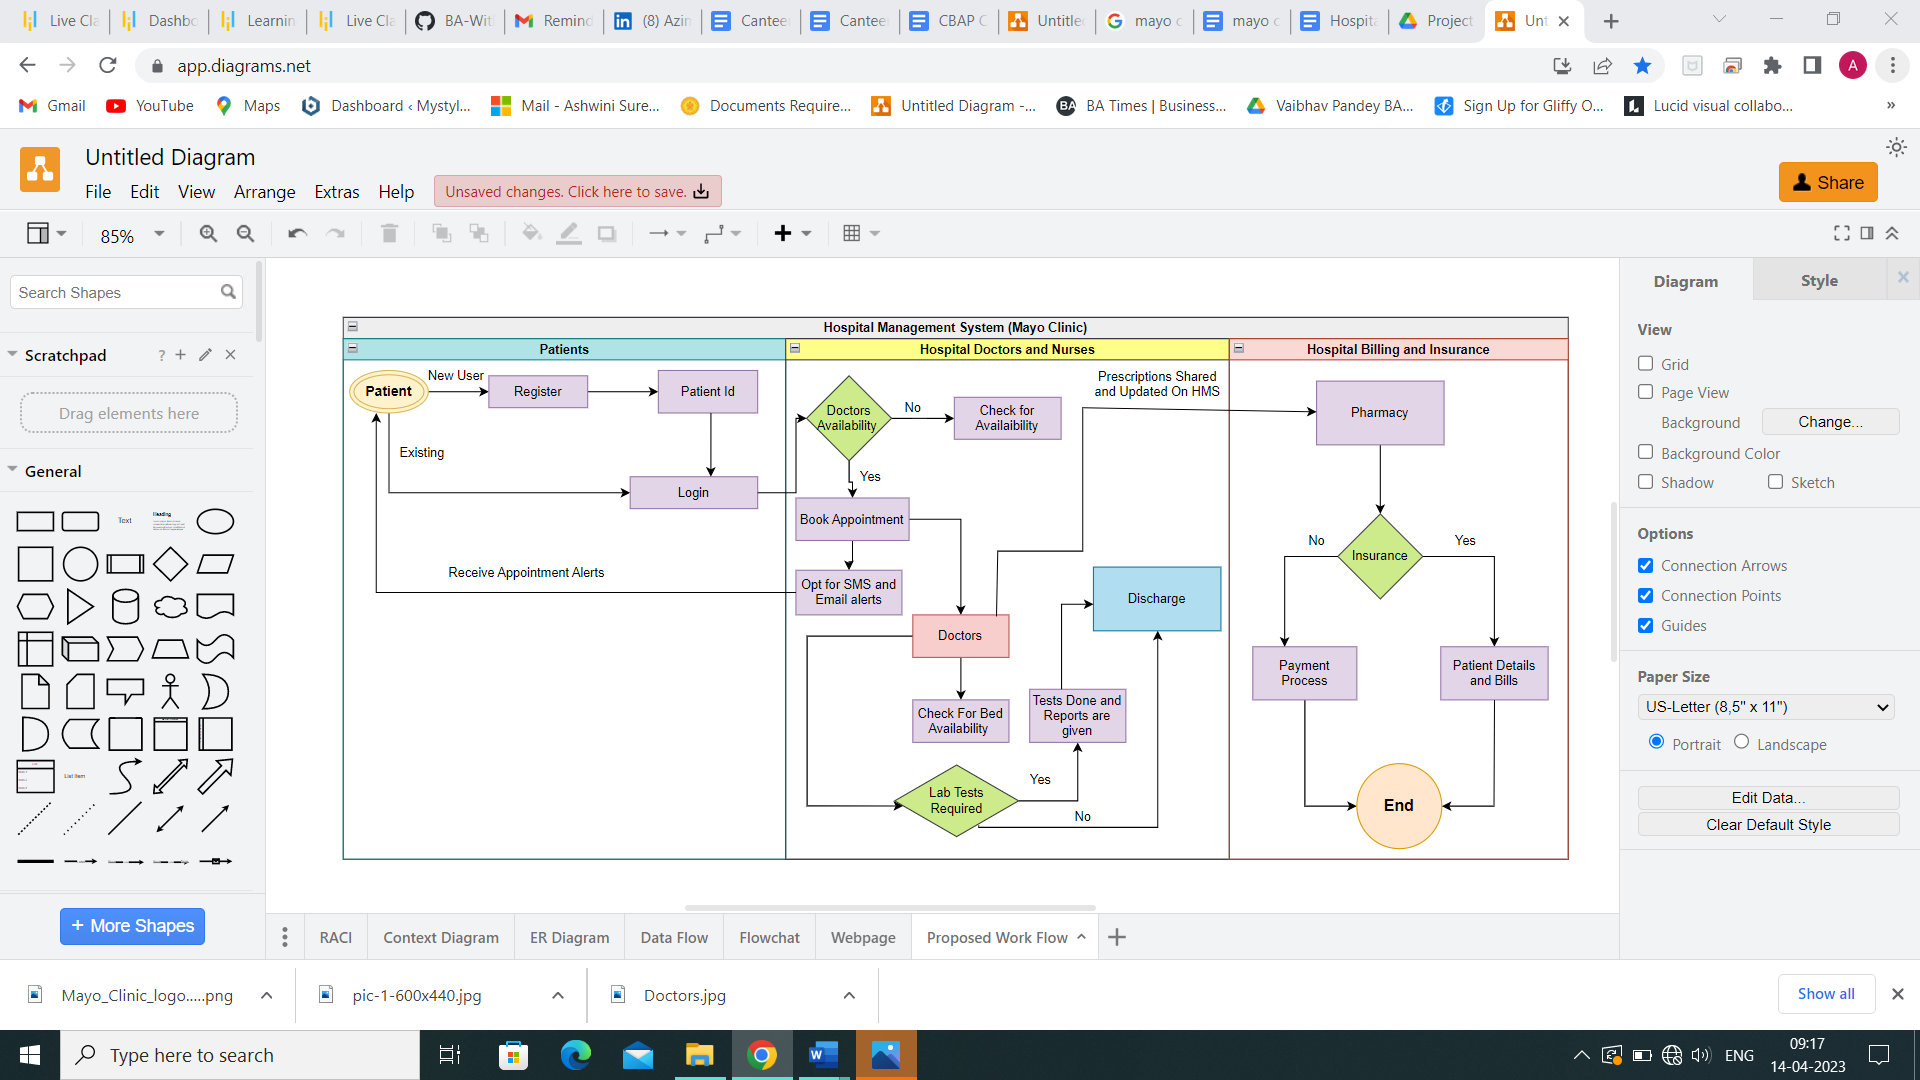 Live Cla
Dashbo
Learnin
Live Cla
BA-Wit
Remind
(8) Azin
Cantee
Cantee
CBAP C
Untitle
mayo c
mayo c
Hospita
Project
Unt
app.diagrams.net
A
Gmail
YouTube
Maps
Dashboard ‹ Mystyl...
Mail - Ashwini Sure...
Documents Require...
Untitled Diagram -...
BA Times | Business...
Vaibhav Pandey BA...
Sign Up for Gliffy O...
Lucid visual collabo...
»
Untitled Diagram
File
Edit
View
Arrange
Extras
Help
Unsaved changes. Click here to save.
Share
85%
Search Shapes
Scratchpad
?
Drag elements here
General
Text
Heading
List Item
+ More Shapes
Hospital Management System (Mayo Clinic)
Patients
Hospital Doctors and Nurses
Hospital Billing and Insurance
Patient
New User
Register
Patient Id
Existing
Login
Receive Appointment Alerts
Doctors
Availability
No
Check for
Availaibility
Yes
Book Appointment
Opt for SMS and
Email alerts
Doctors
Check For Bed
Availability
Tests Done and
Reports are
given
Lab Tests
Required
Yes
No
Discharge
Prescriptions Shared
and Updated On HMS
Pharmacy
Insurance
No
Yes
Payment
Process
Patient Details
and Bills
End
Diagram
Style
View
Grid
Page View
Background
Change...
Background Color
Shadow
Sketch
Options
Connection Arrows
Connection Points
Guides
Paper Size
US-Letter (8,5" x 11")
Portrait
Landscape
Edit Data...
Clear Default Style
RACI
Context Diagram
ER Diagram
Data Flow
Flowchat
Webpage
Proposed Work Flow
Mayo_Clinic_logo.....png
pic-1-600x440.jpg
Doctors.jpg
Show all
Type here to search
ENG
09:17
14-04-2023